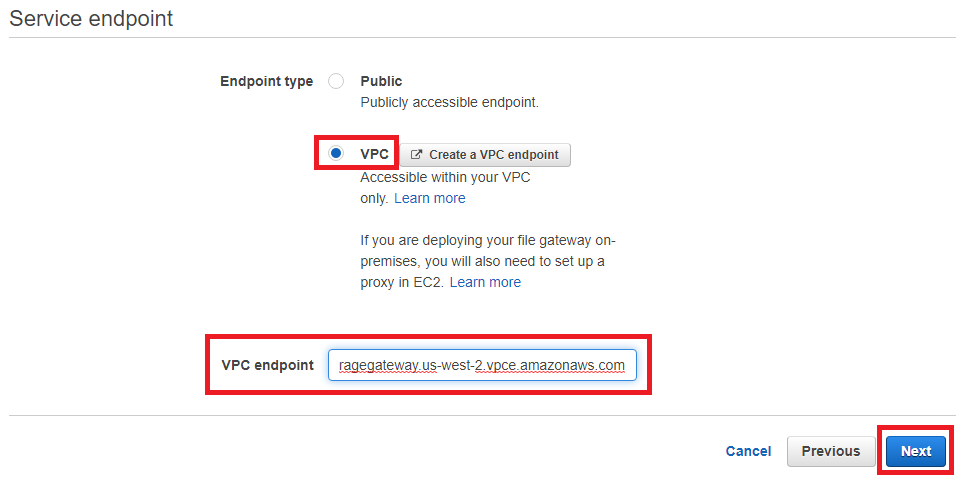 Service endpoint
Endpoint type
Public
Publicly accessible endpoint.
VPC
Create a VPC endpoint
Accessible within your VPC
only. Learn more
If you are deploying your file gateway on-
premises, you will also need to set up a
proxy in EC2. Learn more
VPC endpoint
ragegateway.us-west-2.vpce.amazonaws.com
Cancel
Previous
Next